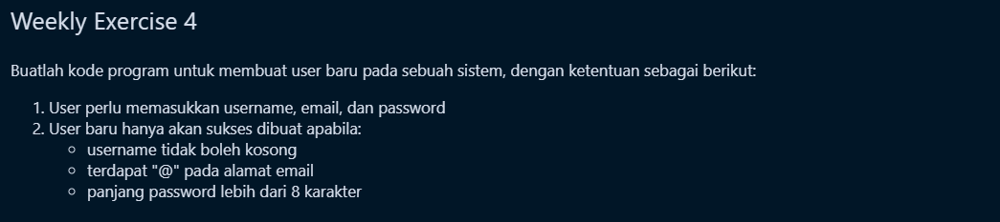 Weekly Exercise 4
Buatlah kode program untuk membuat user baru pada sebuah sistem, dengan ketentuan sebagai berikut:
1. User perlu memasukkan username, email, dan password
2. User baru hanya akan sukses dibuat apabila:
○ username tidak boleh kosong
○ terdapat "@" pada alamat email
○ panjang password lebih dari 8 karakter